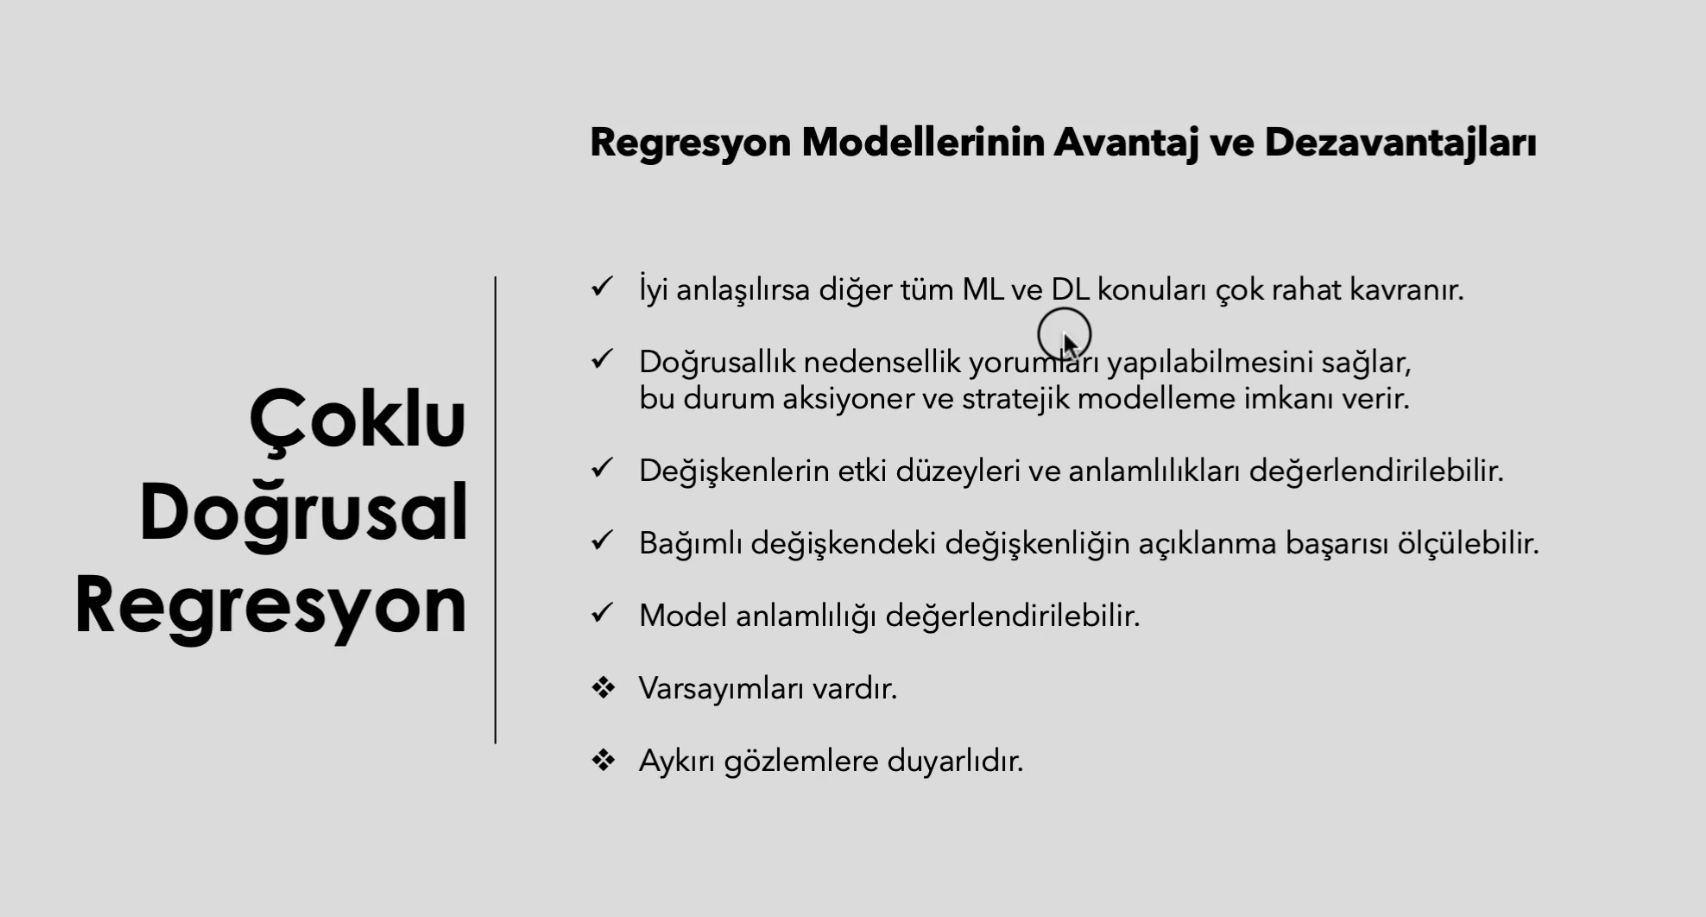 Regresyon Modellerinin Avantaj ve Dezavantajları
Çoklu
Doğrusal
Regresyon
✓ İyi anlaşılırsa diğer tüm ML ve DL konuları çok rahat kavranır.
✓ Doğrusallık nedensellik yorumları yapılabilmesini sağlar,
bu durum aksiyoner ve stratejik modelleme imkanı verir.
✓ Değişkenlerin etki düzeyleri ve anlamlılıkları değerlendirilebilir.
✓ Bağımlı değişkendeki değişkenliğin açıklanma başarısı ölçülebilir.
✓ Model anlamlılığı değerlendirilebilir.
❖ Varsayımları vardır.
❖ Aykırı gözlemlere duyarlıdır.